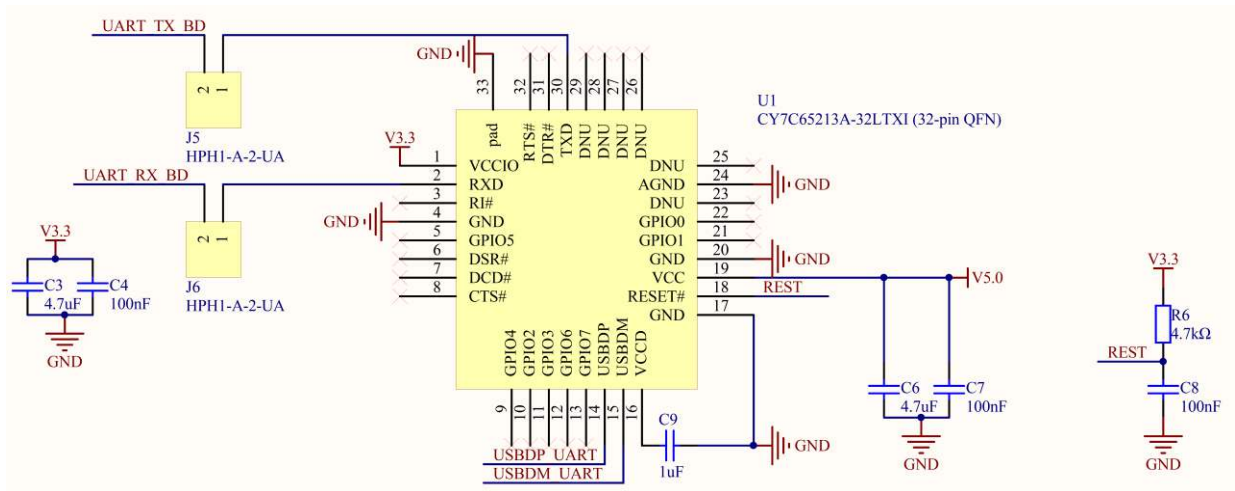 UART_TX_BD
2
1
J5
HPH1-A-2-UA
UART_RX_BD
2
1
J6
HPH1-A-2-UA
V3.3
C3
4.7uF
C4
100nF
GND
GND
33
32
31
30
29
28
27
26
pad
RTS#
DTR#
TXD
DNU
DNU
DNU
DNU
U1
CY7C65213A-32LTXI (32-pin QFN)
V3.3
1 VCCIO
2 RXD
3 RI#
GND 4 GND
5 GPIO5
6 DSR#
7 DCD#
8 CTS#
DNU 25
AGND 24 GND
DNU 23
GPIO0 22
GPIO1 21
GND 20 GND
VCC 19 V5.0
RESET# 18 REST
GND 17
GPIO4
GPIO2
GPIO3
GPIO6
GPIO7
USBDP
USBDM
VCCD
9
10
11
12
13
14
15
16
USBDP_UART
USBDM_UART
C9
1uF
GND
C6
4.7uF
C7
100nF
GND
V3.3
R6
4.7kΩ
REST
C8
100nF
GND